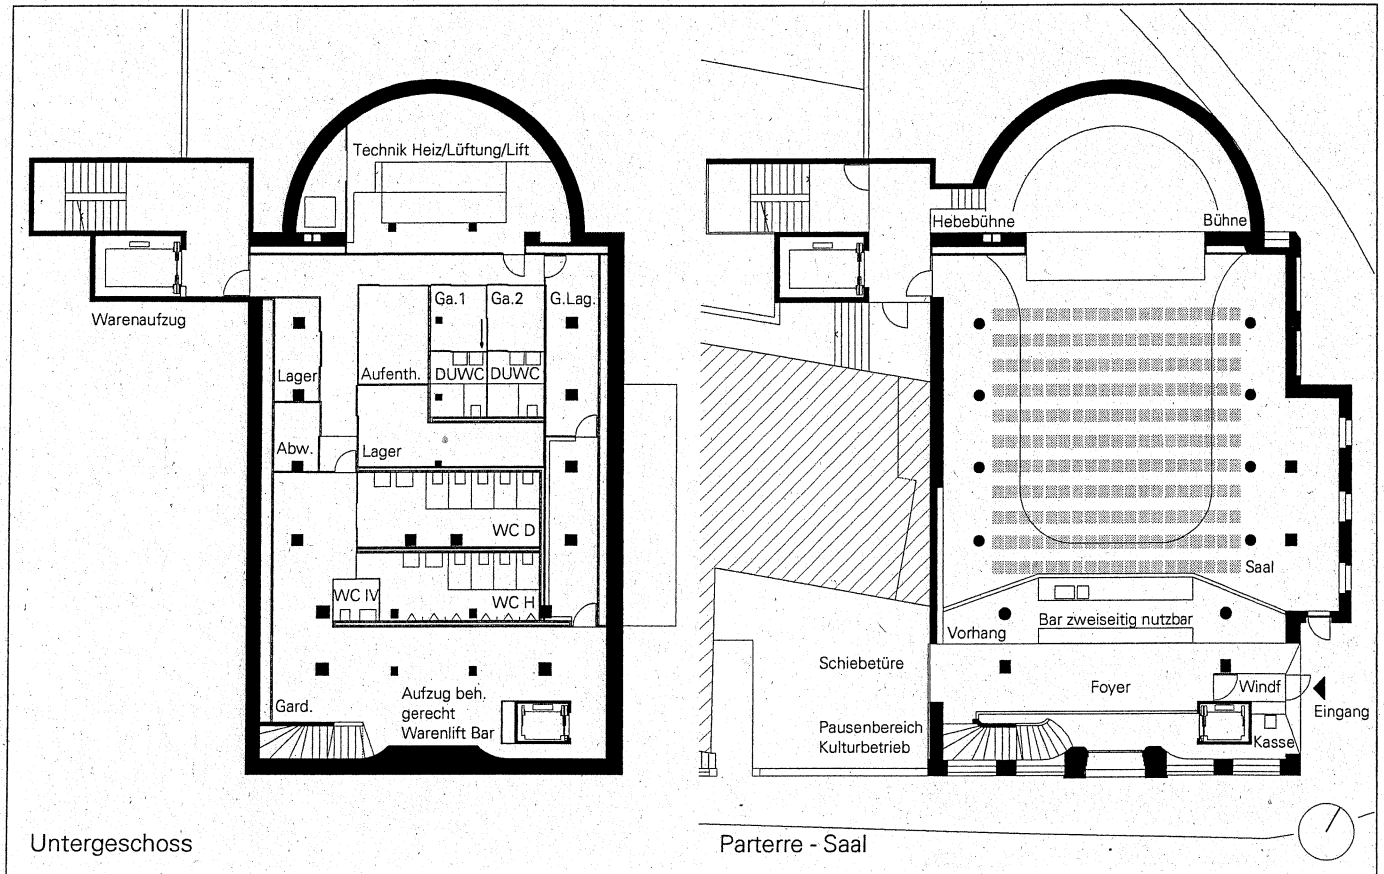 Technik Heiz/Lüftung/Lift
Warenaufzug
Ga.1
Ga.2
G.Lag.
Lager
Aufenth.
DUWC
DUWC
Abw.
Lager
WC D
WC IV
WC H
Gard.
Aufzug beh.
gerecht
Warenlift Bar
Untergeschoss
Hebebühne
Bühne
Saal
Vorhang
Bar zweiseitig nutzbar
Schiebetüre
Foyer
Windf
Eingang
Pausenbereich
Kulturbetrieb
Kasse
Parterre - Saal